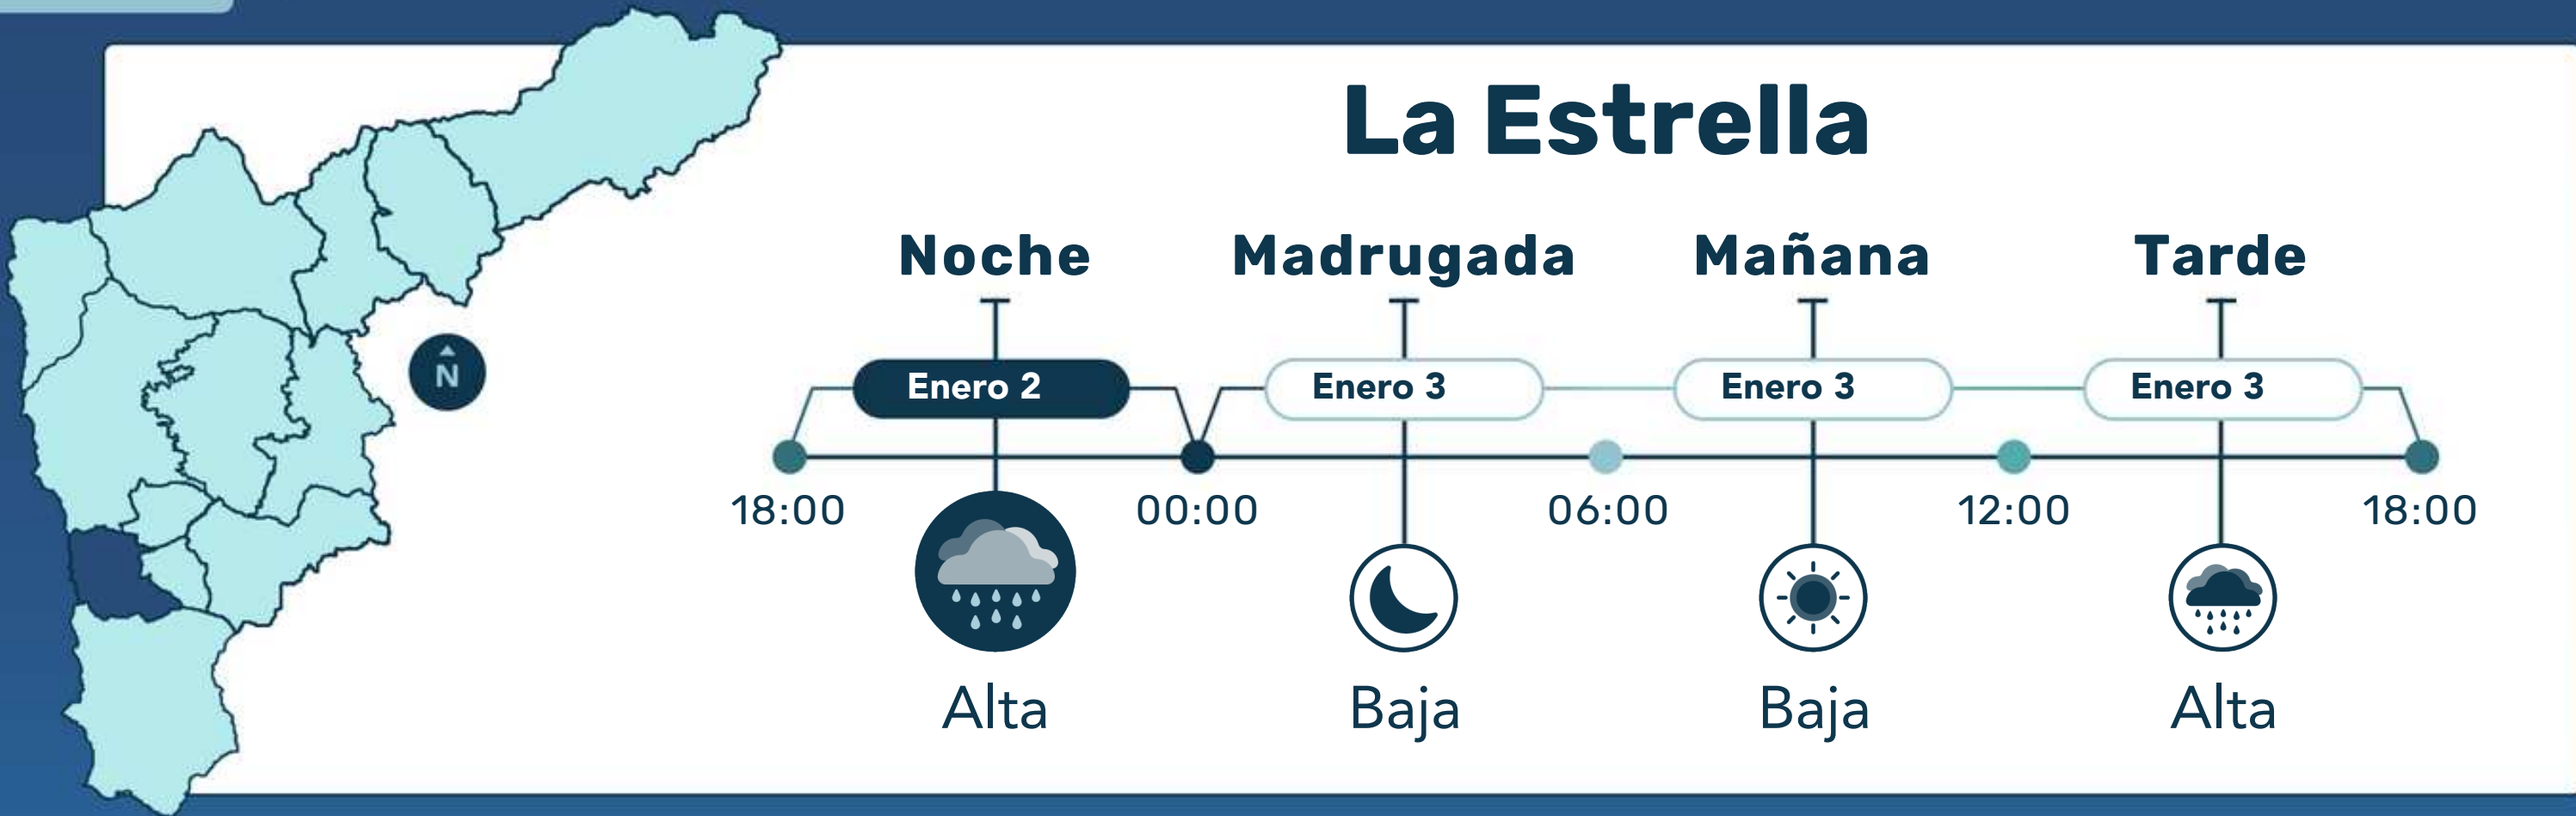 La Estrella
Noche Madrugada Mañana Tarde
N
Enero 2 Enero 3 Enero 3 Enero 3
18:00 00:00 06:00 12:00 18:00
Alta Baja Baja Alta